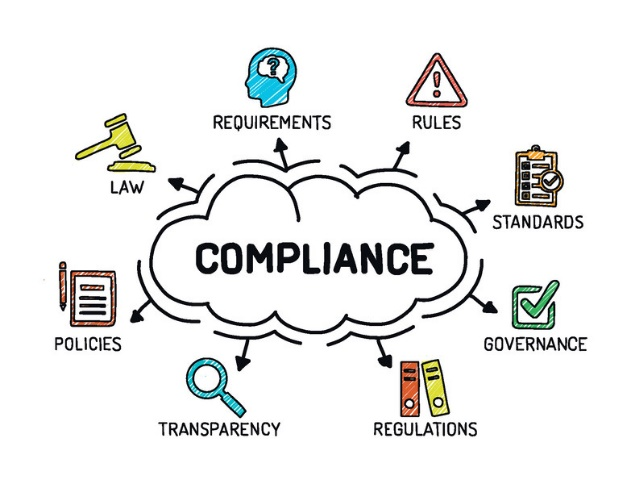 REQUIREMENTS
RULES
LAW
STANDARDS
COMPLIANCE
POLICIES
GOVERNANCE
TRANSPARENCY
REGULATIONS